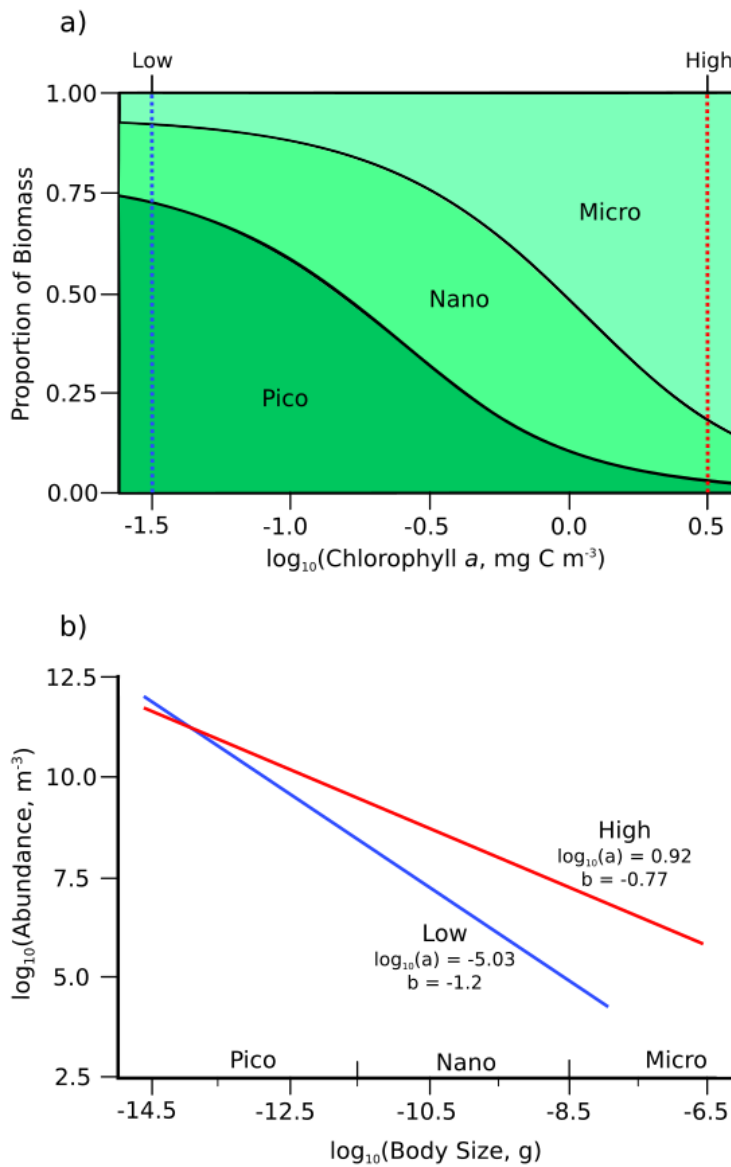 a)
Low High
1.00
0.75
0.50
0.25
0.00
Proportion of Biomass
Micro
Nano
Pico
-1.5 -1.0 -0.5 0.0 0.5
log₁₀(Chlorophyll a, mg C m⁻³)
b)
12.5
10.0
7.5
5.0
2.5
log₁₀(Abundance, m⁻³)
High
log₁₀(a) = 0.92
b = -0.77
Low
log₁₀(a) = -5.03
b = -1.2
Pico Nano Micro
-14.5 -12.5 -10.5 -8.5 -6.5
log₁₀(Body Size, g)